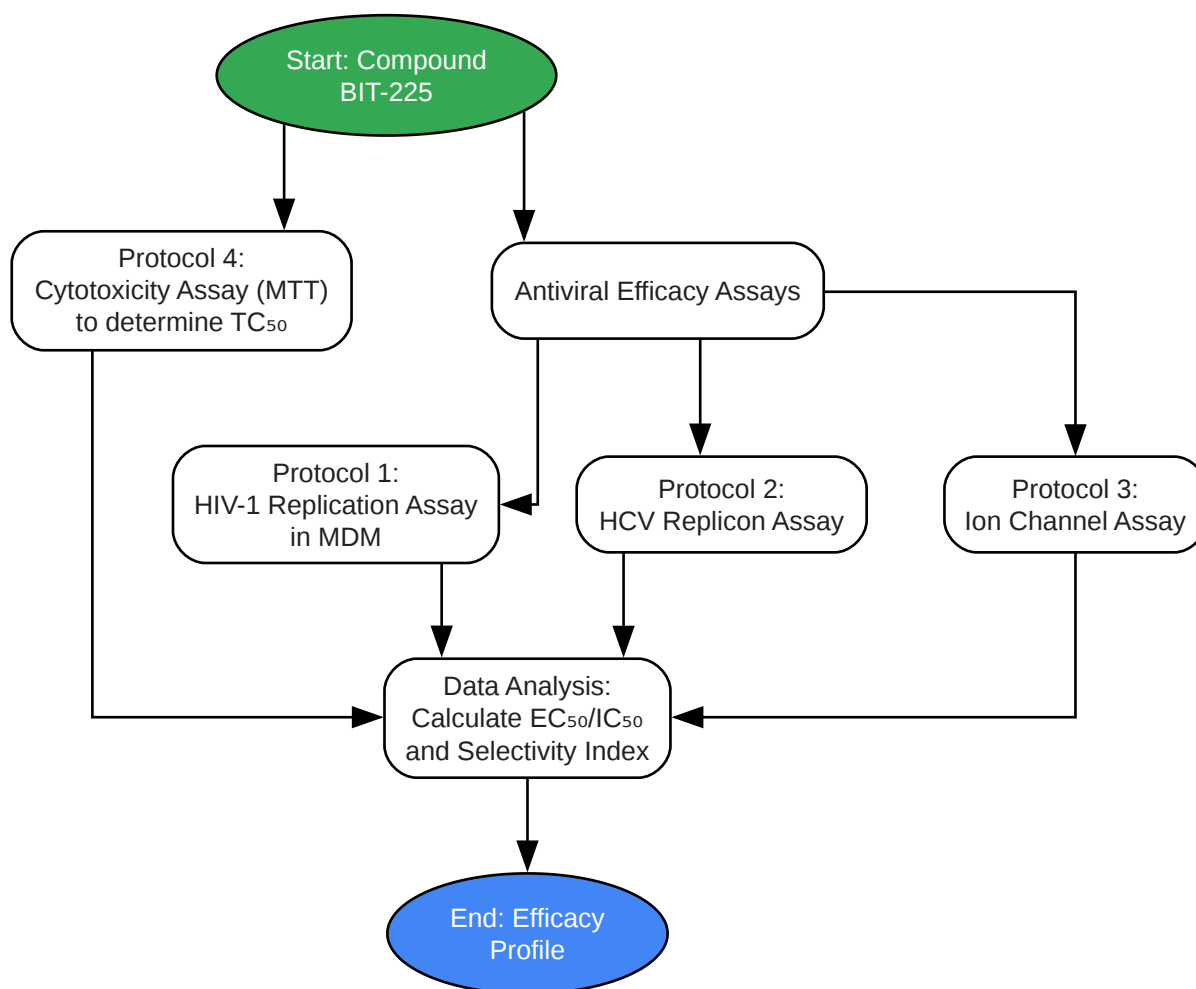 Start: Compound
BIT-225
Protocol 4:
Cytotoxicity Assay (MTT)
to determine TC₅₀
Antiviral Efficacy Assays
Protocol 1:
HIV-1 Replication Assay
in MDM
Protocol 2:
HCV Replicon Assay
Protocol 3:
Ion Channel Assay
Data Analysis:
Calculate EC₅₀/IC₅₀
and Selectivity Index
End: Efficacy
Profile